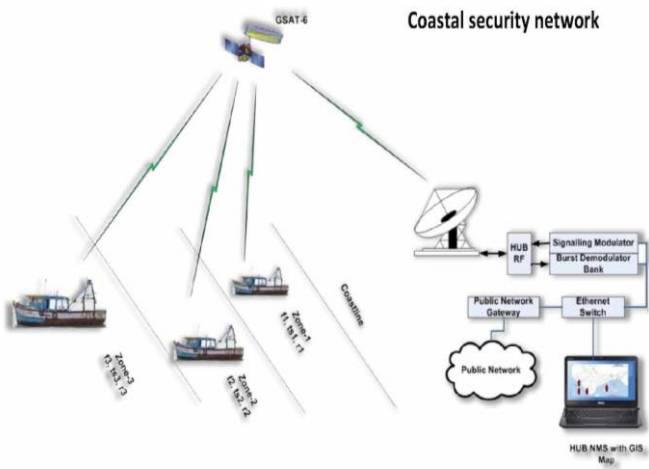 Coastal security network
GSAT-6
HUB
RF
Signalling Modulator
Burst Demodulator
Bank
Public Network
Gateway
Ethernet
Switch
Public Network
HUB NMS with GIS
Map
Coastline
Zone-1
f1, ts1, r1
Zone-2
f2, ts2, r2
Zone-3
f3, ts3, r3